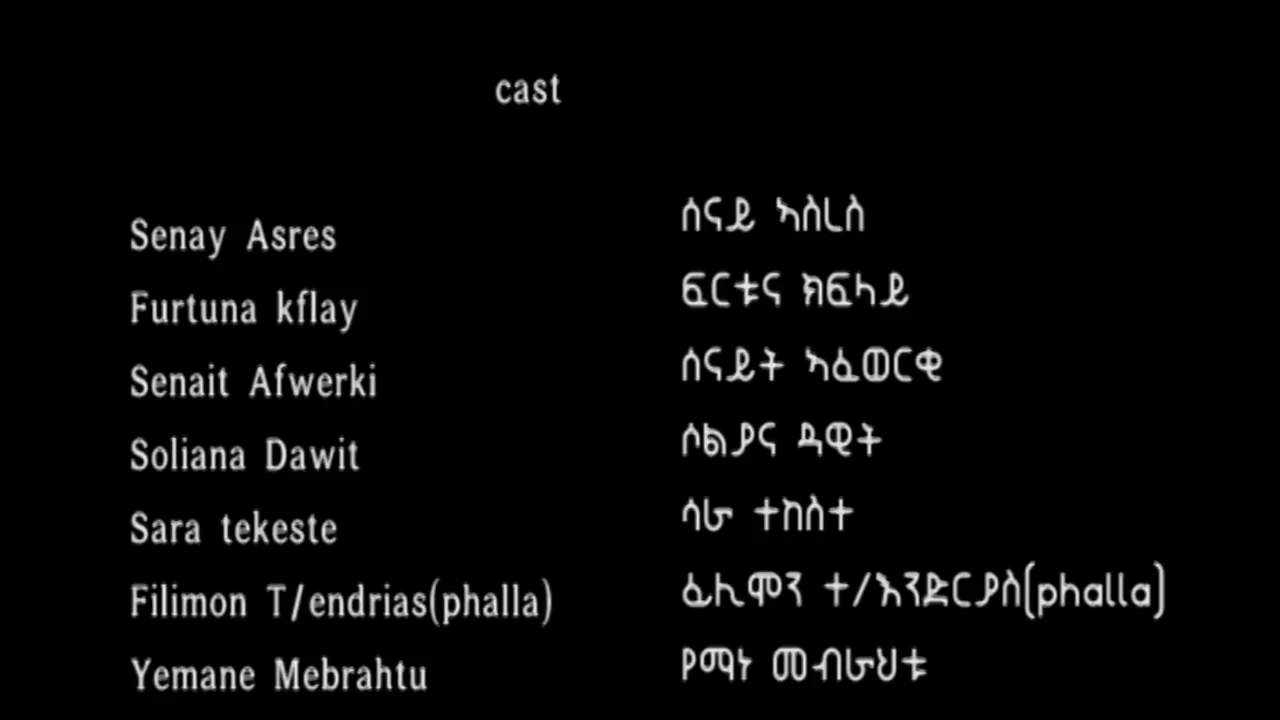 cast
Senay Asres ሰናይ ኣስረስ
Furtuna kflay ፍርቱና ክፍላይ
Senait Afwerki ሰናይት ኣፈወርቂ
Soliana Dawit ሶልያና ዳዊት
Sara tekeste ሳራ ተከስተ
Filimon T/endrias(phalla) ፊሊሞን ተ/እንድርያስ(phalla)
Yemane Mebrahtu የማነ መብራህቱ